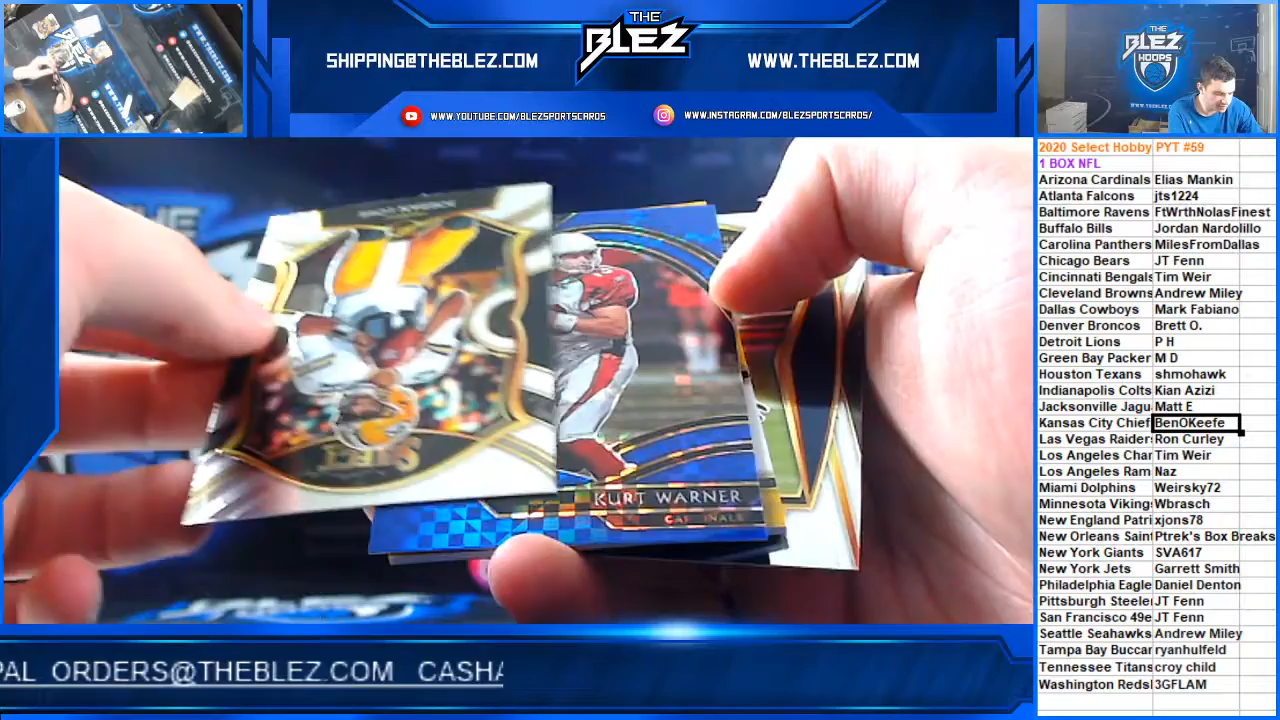 THE
BLEZ
SHIPPING@THEBLEZ.COM
WWW.THEBLEZ.COM
WWW.YOUTUBE.COM/BLEZSPORTSCARDS
WWW.INSTAGRAM.COM/BLEZSPORTSCARDS/
THE
BLEZ
HOOPS
2020 Select Hobby PYT #59
1 BOX NFL
Arizona Cardinals Elias Mankin
Atlanta Falcons jts1224
Baltimore Ravens FtWrthNolasFinest
Buffalo Bills Jordan Nardolillo
Carolina Panthers MilesFromDallas
Chicago Bears JT Fenn
Cincinnati Bengals Tim Weir
Cleveland Browns Andrew Miley
Dallas Cowboys Mark Fabiano
Denver Broncos Brett O.
Detroit Lions P H
Green Bay Packer M D
Houston Texans shmohawk
Indianapolis Colts Kian Azizi
Jacksonville Jagu Matt E
Kansas City Chief BenOKeefe
Las Vegas Raider Ron Curley
Los Angeles Char Tim Weir
Los Angeles Ram Naz
Miami Dolphins Weirsky72
Minnesota Viking Wbrasch
New England Patri xjons78
New Orleans Saint Ptrek's Box Breaks
New York Giants SVA617
New York Jets Garrett Smith
Philadelphia Eagle Daniel Denton
Pittsburgh Steele JT Fenn
San Francisco 49e JT Fenn
Seattle Seahawks Andrew Miley
Tampa Bay Buccan ryanhulfeld
Tennessee Titans croy child
Washington Reds 3GFLAM
KURT WARNER
PAL ORDERS@THEBLEZ.COM CASHA